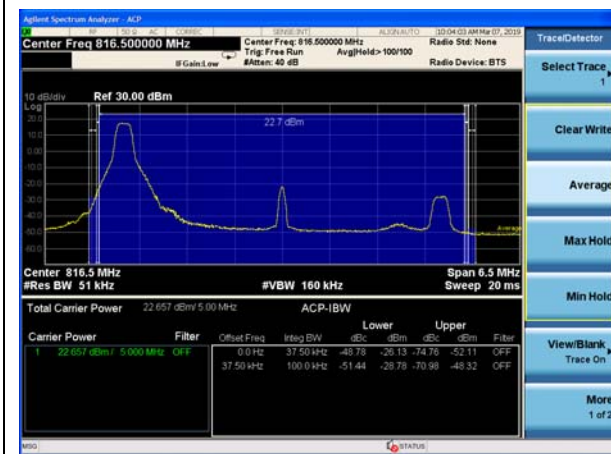 Agilent Spectrum Analyzer - ACP
RF 50 Ω AC CORREC SENSE:INT ALIGN AUTO 10:04:03 AM Mar 07, 2019
Center Freq 816.500000 MHz
Center Freq: 816.500000 MHz
Radio Std: None
Trig: Free Run Avg|Hold:>100/100
IFGain:Low #Atten: 40 dB Radio Device: BTS
10 dB/div Ref 30.00 dBm
Log
20.0
10.0
0.00
-10.0
-20.0
-30.0
-40.0
-50.0
-60.0
22.7 dBm
Average
Center 816.5 MHz Span 6.5 MHz
#Res BW 51 kHz #VBW 160 kHz Sweep 20 ms
Total Carrier Power 22.657 dBm/ 5.00 MHz ACP-IBW
Lower Upper
Carrier Power Filter Offset Freq Integ BW dBc dBm dBc dBm Filter
1 22.657 dBm / 5.000 MHz OFF 0.0 Hz 37.50 kHz -48.78 -26.13 -74.76 -52.11 OFF
37.50 kHz 100.0 kHz -51.44 -28.78 -70.98 -48.32 OFF
MSG STATUS
Trace/Detector
Select Trace
1
Clear Write
Average
Max Hold
Min Hold
View/Blank
Trace On
More
1 of 2